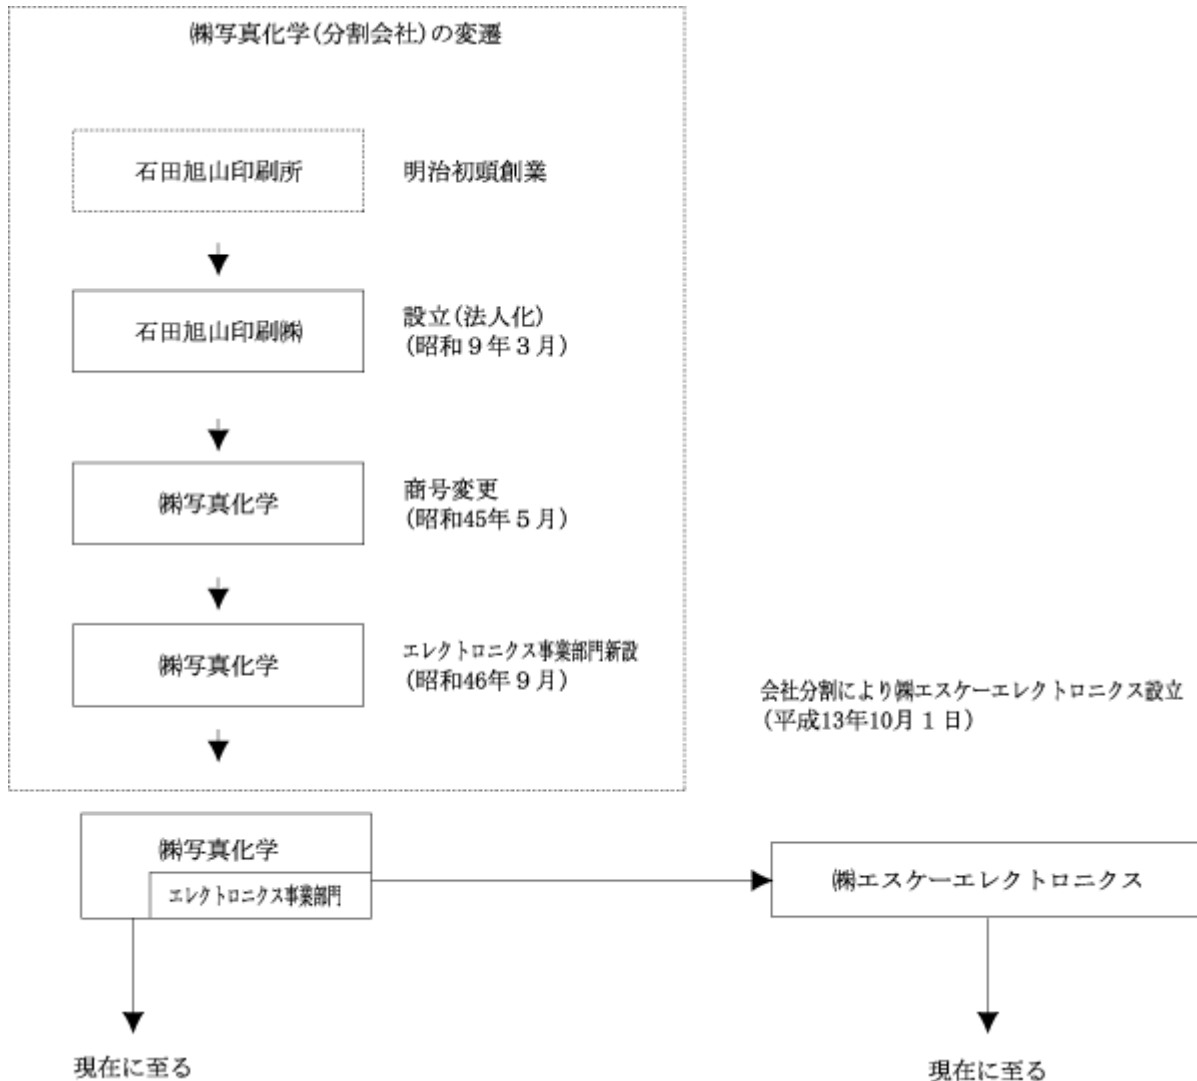 ㈱写真化学(分割会社)の変遷
石田旭山印刷所
明治初頭創業
石田旭山印刷㈱
設立(法人化)
(昭和９年３月)
㈱写真化学
商号変更
(昭和45年５月)
㈱写真化学
エレクトロニクス事業部門新設
(昭和46年９月)
会社分割により㈱エスケーエレクトロニクス設立
(平成13年10月１日)
㈱写真化学
エレクトロニクス事業部門
㈱エスケーエレクトロニクス
現在に至る
現在に至る